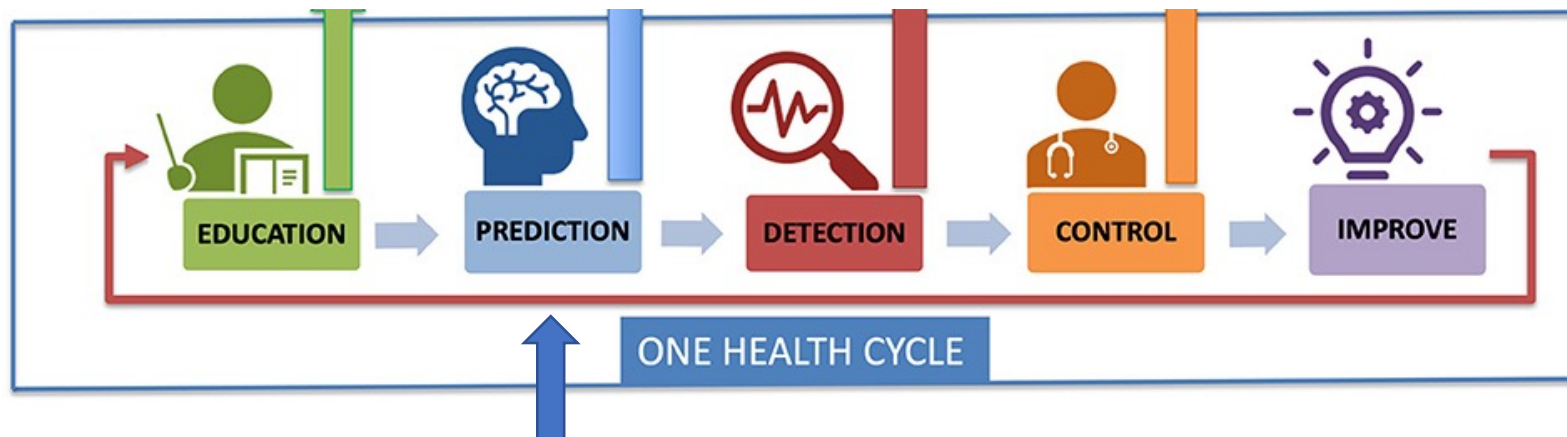 EDUCATION
PREDICTION
DETECTION
CONTROL
IMPROVE
ONE HEALTH CYCLE